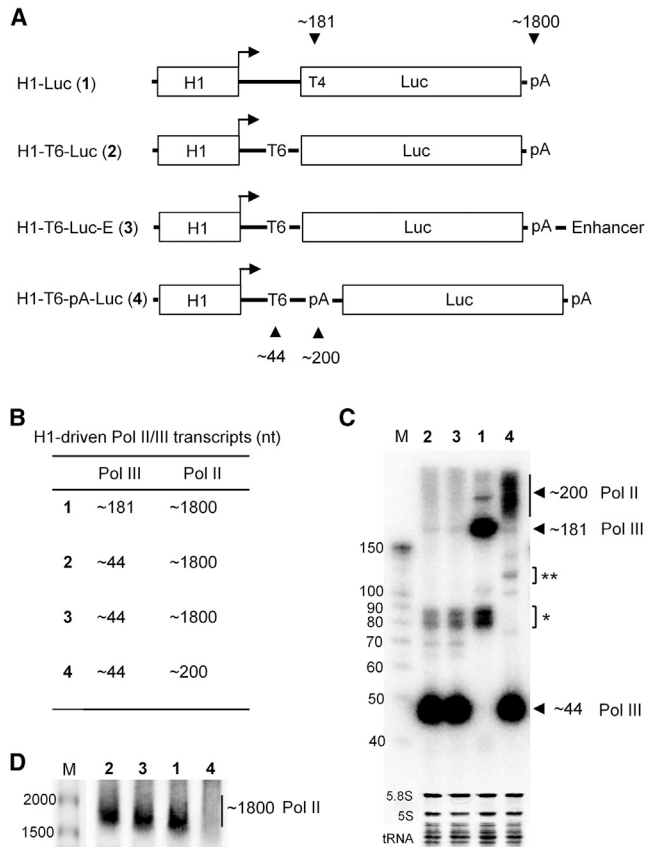 A
~181 ~1800
H1-Luc (1) H1 T4 Luc pA
H1-T6-Luc (2) H1 T6 Luc pA
H1-T6-Luc-E (3) H1 T6 Luc pA Enhancer
H1-T6-pA-Luc (4) H1 T6 pA Luc pA
~44 ~200
B
H1-driven Pol II/III transcripts (nt)
Pol III Pol II
1 ~181 ~1800
2 ~44 ~1800
3 ~44 ~1800
4 ~44 ~200
C
M 2 3 1 4
~200 Pol II
~181 Pol III
150
**
100
90
80
*
70
60
50
~44 Pol III
40
5.8S
5S
tRNA
D
M 2 3 1 4
2000
~1800 Pol II
1500